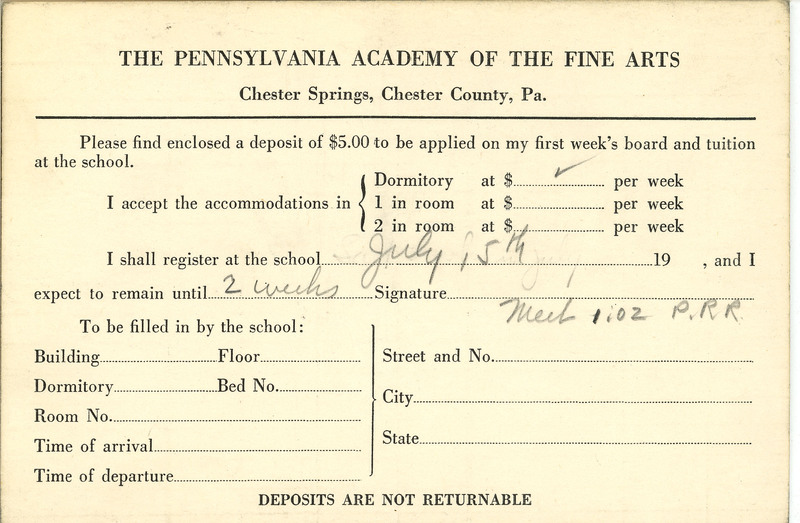 THE PENNSYLVANIA ACADEMY OF THE FINE ARTS
Chester Springs, Chester County, Pa.
Please find enclosed a deposit of $5.00 to be applied on my first week's board and tuition
at the school.
I accept the accommodations in { Dormitory at $ ✓ per week
1 in room at $ per week
2 in room at $ per week
I shall register at the school July 15th 19 , and I
expect to remain until 2 weeks Signature
Meet 1:02 P.R.R.
To be filled in by the school:
Building Floor
Dormitory Bed No.
Room No.
Time of arrival
Time of departure
Street and No.
City
State
DEPOSITS ARE NOT RETURNABLE